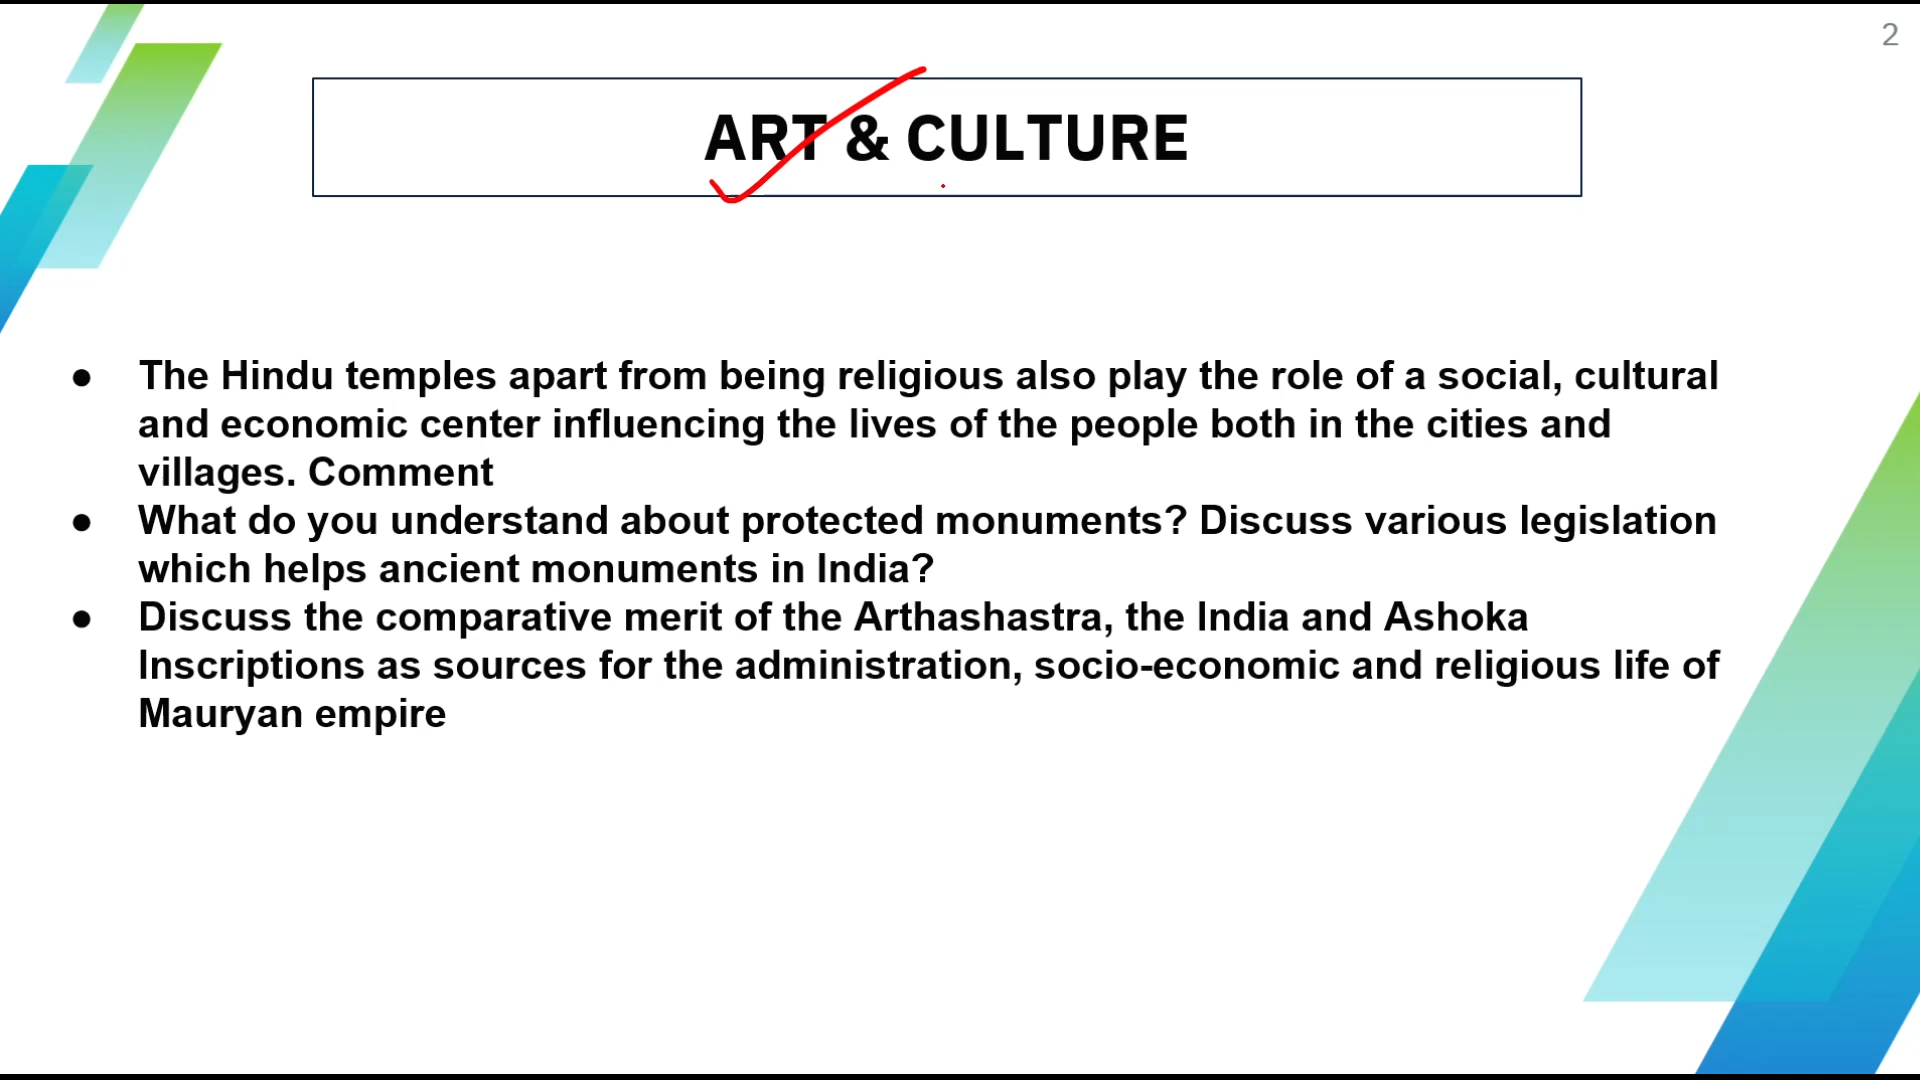 2
ART & CULTURE
● The Hindu temples apart from being religious also play the role of a social, cultural
and economic center influencing the lives of the people both in the cities and
villages. Comment
● What do you understand about protected monuments? Discuss various legislation
which helps ancient monuments in India?
● Discuss the comparative merit of the Arthashastra, the India and Ashoka
Inscriptions as sources for the administration, socio-economic and religious life of
Mauryan empire